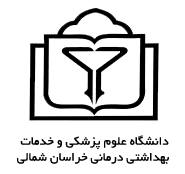 دانشگاه علوم پزشکی و خدمات
بهداشتی درمانی خراسان شمالی